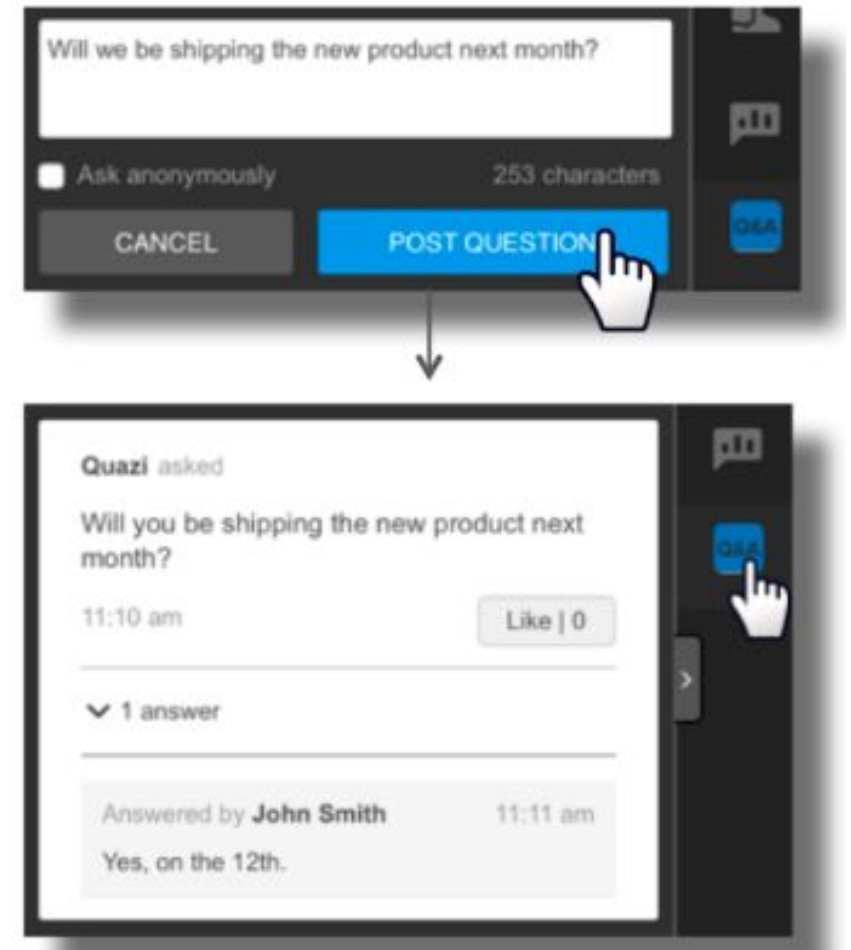 Will we be shipping the new product next month?
Ask anonymously 253 characters
CANCEL POST QUESTION
Q&A
Quazi asked
Will you be shipping the new product next
month?
Q&A
11:10 am Like | 0
1 answer
Answered by John Smith 11:11 am
Yes, on the 12th.